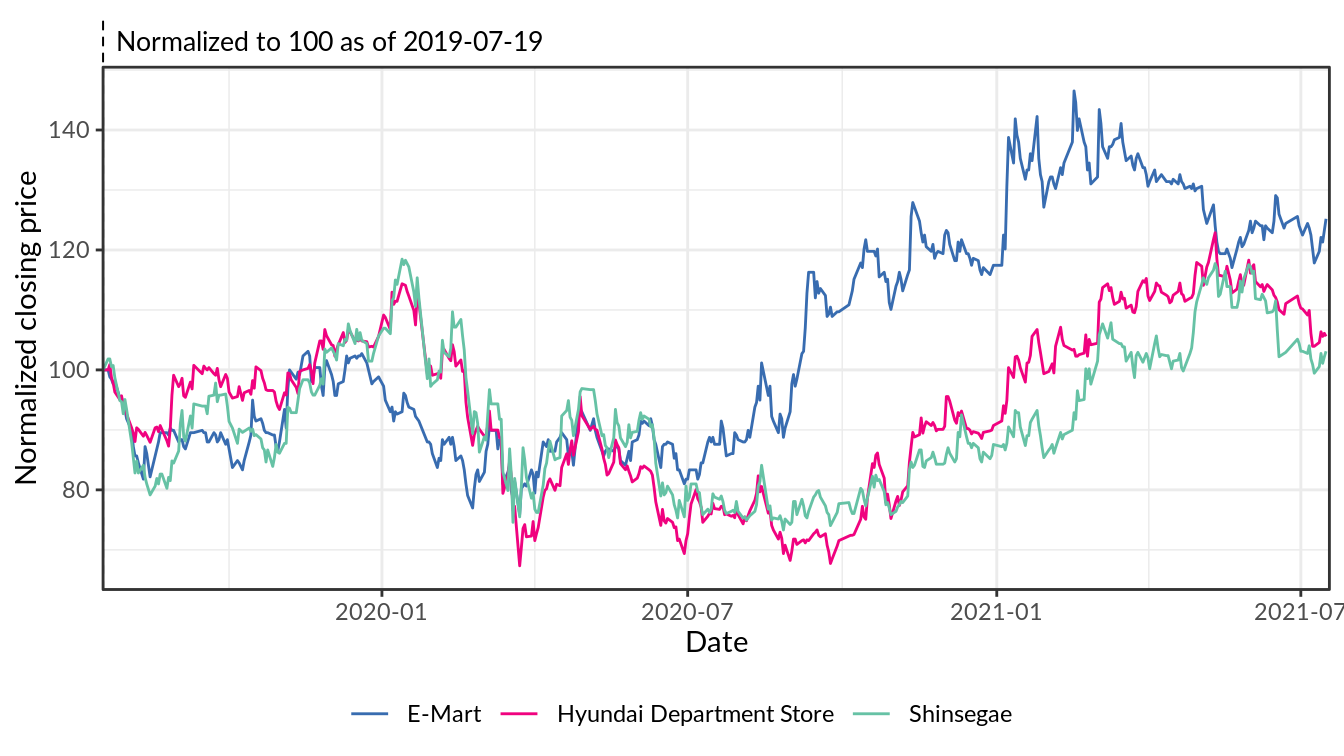 Normalized to 100 as of 2019-07-19
Normalized closing price
140
120
100
80
2020-01
2020-07
2021-01
2021-07
Date
E-Mart
Hyundai Department Store
Shinsegae